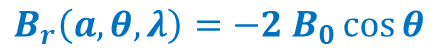 B_r(a, θ, λ) = −2 B_0 cos θ